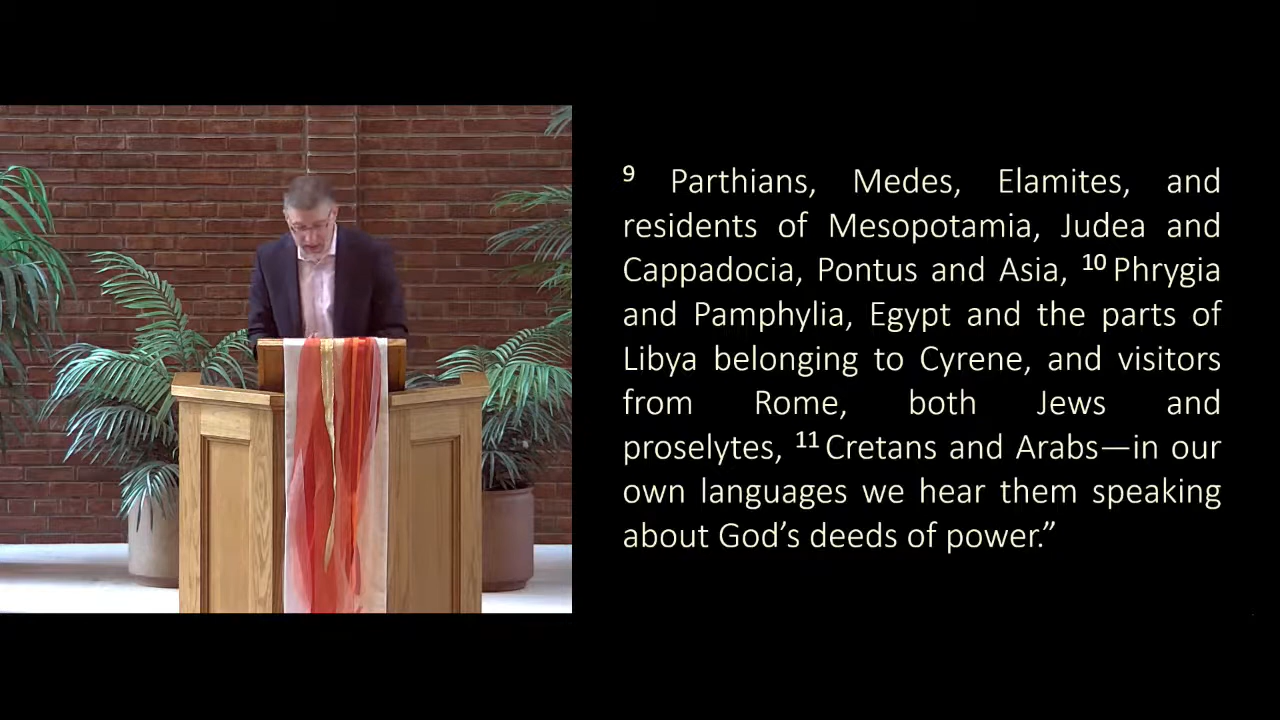 9 Parthians, Medes, Elamites, and
residents of Mesopotamia, Judea and
Cappadocia, Pontus and Asia, 10 Phrygia
and Pamphylia, Egypt and the parts of
Libya belonging to Cyrene, and visitors
from Rome, both Jews and
proselytes, 11 Cretans and Arabs—in our
own languages we hear them speaking
about God’s deeds of power.”